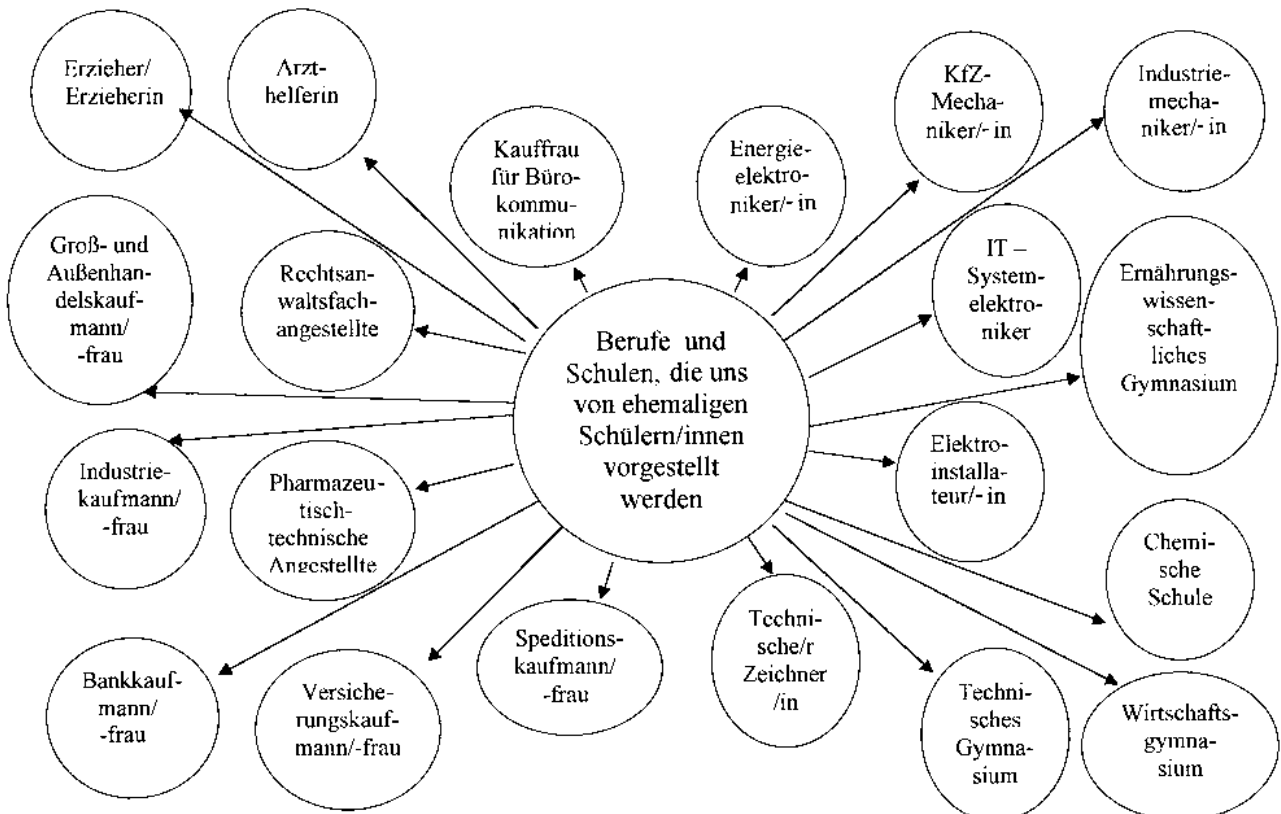 Erzieher/
Erzieherin
Arzt-
helferin
Kauffrau
für Büro-
kommu-
nikation
Energie-
elektro-
niker/- in
KfZ-
Mecha-
niker/- in
Industrie-
mecha-
niker/- in
Groß- und
Außenhan-
delskauf-
mann/
-frau
Rechtsan-
waltsfach-
angestellte
IT –
System-
elektro-
niker
Ernährungs-
wissen-
schaft-
liches
Gymnasium
Berufe und
Schulen, die uns
von ehemaligen
Schülern/innen
vorgestellt
werden
Industrie-
kaufmann/
-frau
Pharmazeu-
tisch-
technische
Angestellte
Elektro-
installa-
teur/- in
Chemi-
sche
Schule
Bankkauf-
mann/
-frau
Versiche-
rungskauf-
mann/-frau
Speditions-
kaufmann/
-frau
Techni-
sche/r
Zeichner
/in
Techni-
sches
Gymna-
sium
Wirtschafts-
gymna-
sium